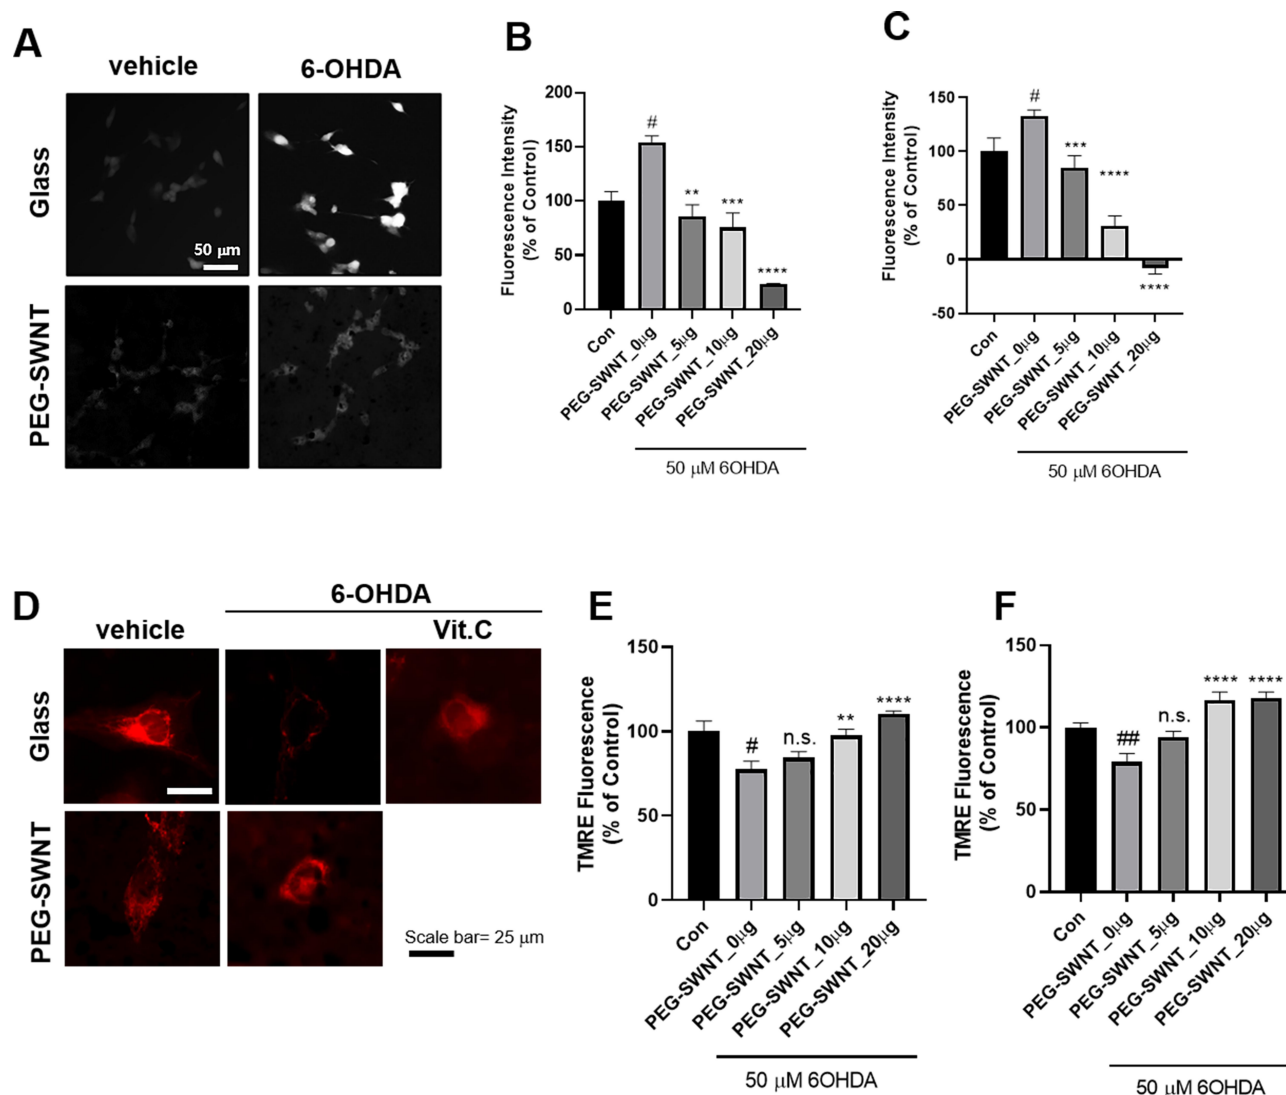 A
vehicle
6-OHDA
Glass
50 μm
PEG-SWNT
B
Fluorescence Intensity
(% of Control)
200
150
100
50
0
#
**
***
****
Con
PEG-SWNT_0μg
PEG-SWNT_5μg
PEG-SWNT_10μg
PEG-SWNT_20μg
50 μM 6OHDA
C
Fluorescence Intensity
(% of Control)
150
100
50
0
-50
#
***
****
****
Con
PEG-SWNT_0μg
PEG-SWNT_5μg
PEG-SWNT_10μg
PEG-SWNT_20μg
50 μM 6OHDA
D
6-OHDA
vehicle
Vit.C
Glass
PEG-SWNT
Scale bar= 25 μm
E
TMRE Fluorescence
(% of Control)
150
100
50
0
#
n.s.
**
****
Con
PEG-SWNT_0μg
PEG-SWNT_5μg
PEG-SWNT_10μg
PEG-SWNT_20μg
50 μM 6OHDA
F
TMRE Fluorescence
(% of Control)
150
100
50
0
##
n.s.
****
****
Con
PEG-SWNT_0μg
PEG-SWNT_5μg
PEG-SWNT_10μg
PEG-SWNT_20μg
50 μM 6OHDA